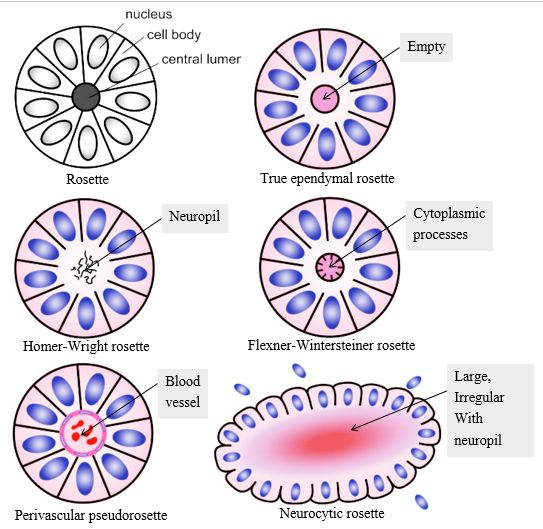 nucleus
cell body
central lumer
Rosette
Empty
True ependymal rosette
Neuropil
Homer-Wright rosette
Cytoplasmic
processes
Flexner-Wintersteiner rosette
Blood
vessel
Perivascular pseudorosette
Large,
Irregular
With
neuropil
Neurocytic rosette